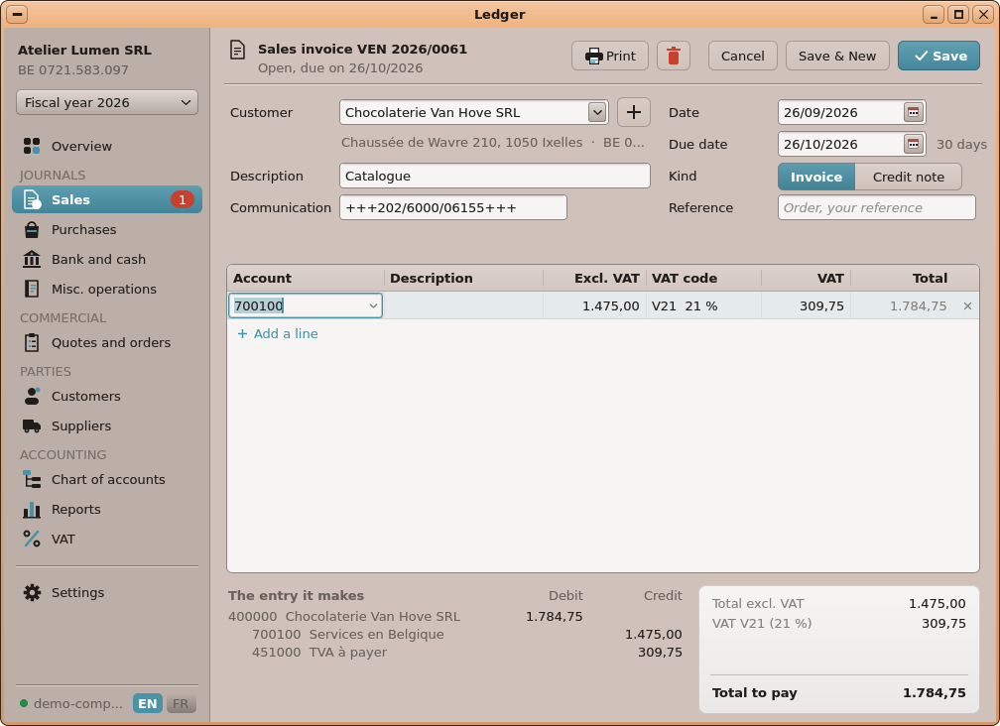 Ledger
Atelier Lumen SRL
BE 0721.583.097
Fiscal year 2026
Overview
JOURNALS
Sales 1
Purchases
Bank and cash
Misc. operations
COMMERCIAL
Quotes and orders
PARTIES
Customers
Suppliers
ACCOUNTING
Chart of accounts
Reports
VAT
Settings
demo-comp... EN FR
Sales invoice VEN 2026/0061
Open, due on 26/10/2026
Print Cancel Save & New Save
Customer Chocolaterie Van Hove SRL
Chaussée de Wavre 210, 1050 Ixelles · BE 0...
Description Catalogue
Communication +++202/6000/06155+++
Date 26/09/2026
Due date 26/10/2026 30 days
Kind Invoice Credit note
Reference Order, your reference
Account Description Excl. VAT VAT code VAT Total
700100 1.475,00 V21 21 % 309,75 1.784,75
+ Add a line
The entry it makes Debit Credit
400000 Chocolaterie Van Hove SRL 1.784,75
700100 Services en Belgique 1.475,00
451000 TVA à payer 309,75
Total excl. VAT 1.475,00
VAT V21 (21 %) 309,75
Total to pay 1.784,75